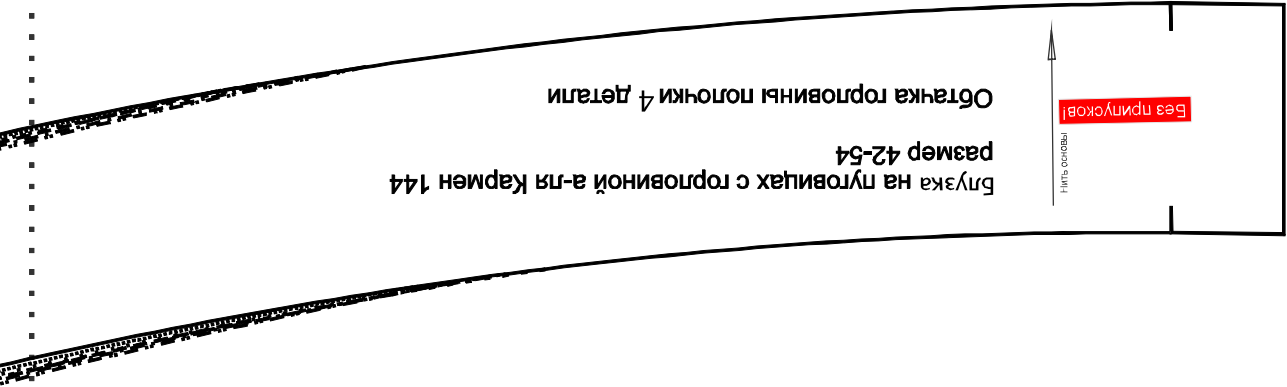 Блузка на пуговицах с горловиной а-ля Кармен 144
размер 42-54
Обтачка горловины полочки 4 детали
Без припусков!
Нить основы